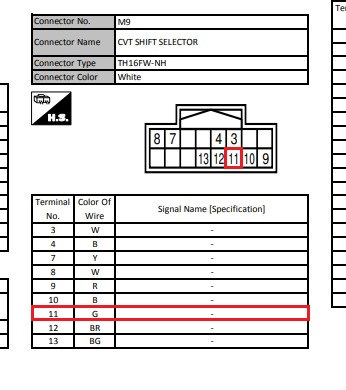 Connector No. M9
Connector Name CVT SHIFT SELECTOR
Connector Type TH16FW-NH
Connector Color White
H.S.
8 7 4 3
13 12 11 10 9
Terminal No. Color Of Wire Signal Name [Specification]
3 W -
4 B -
7 Y -
8 W -
9 R -
10 B -
11 G -
12 BR -
13 BG -